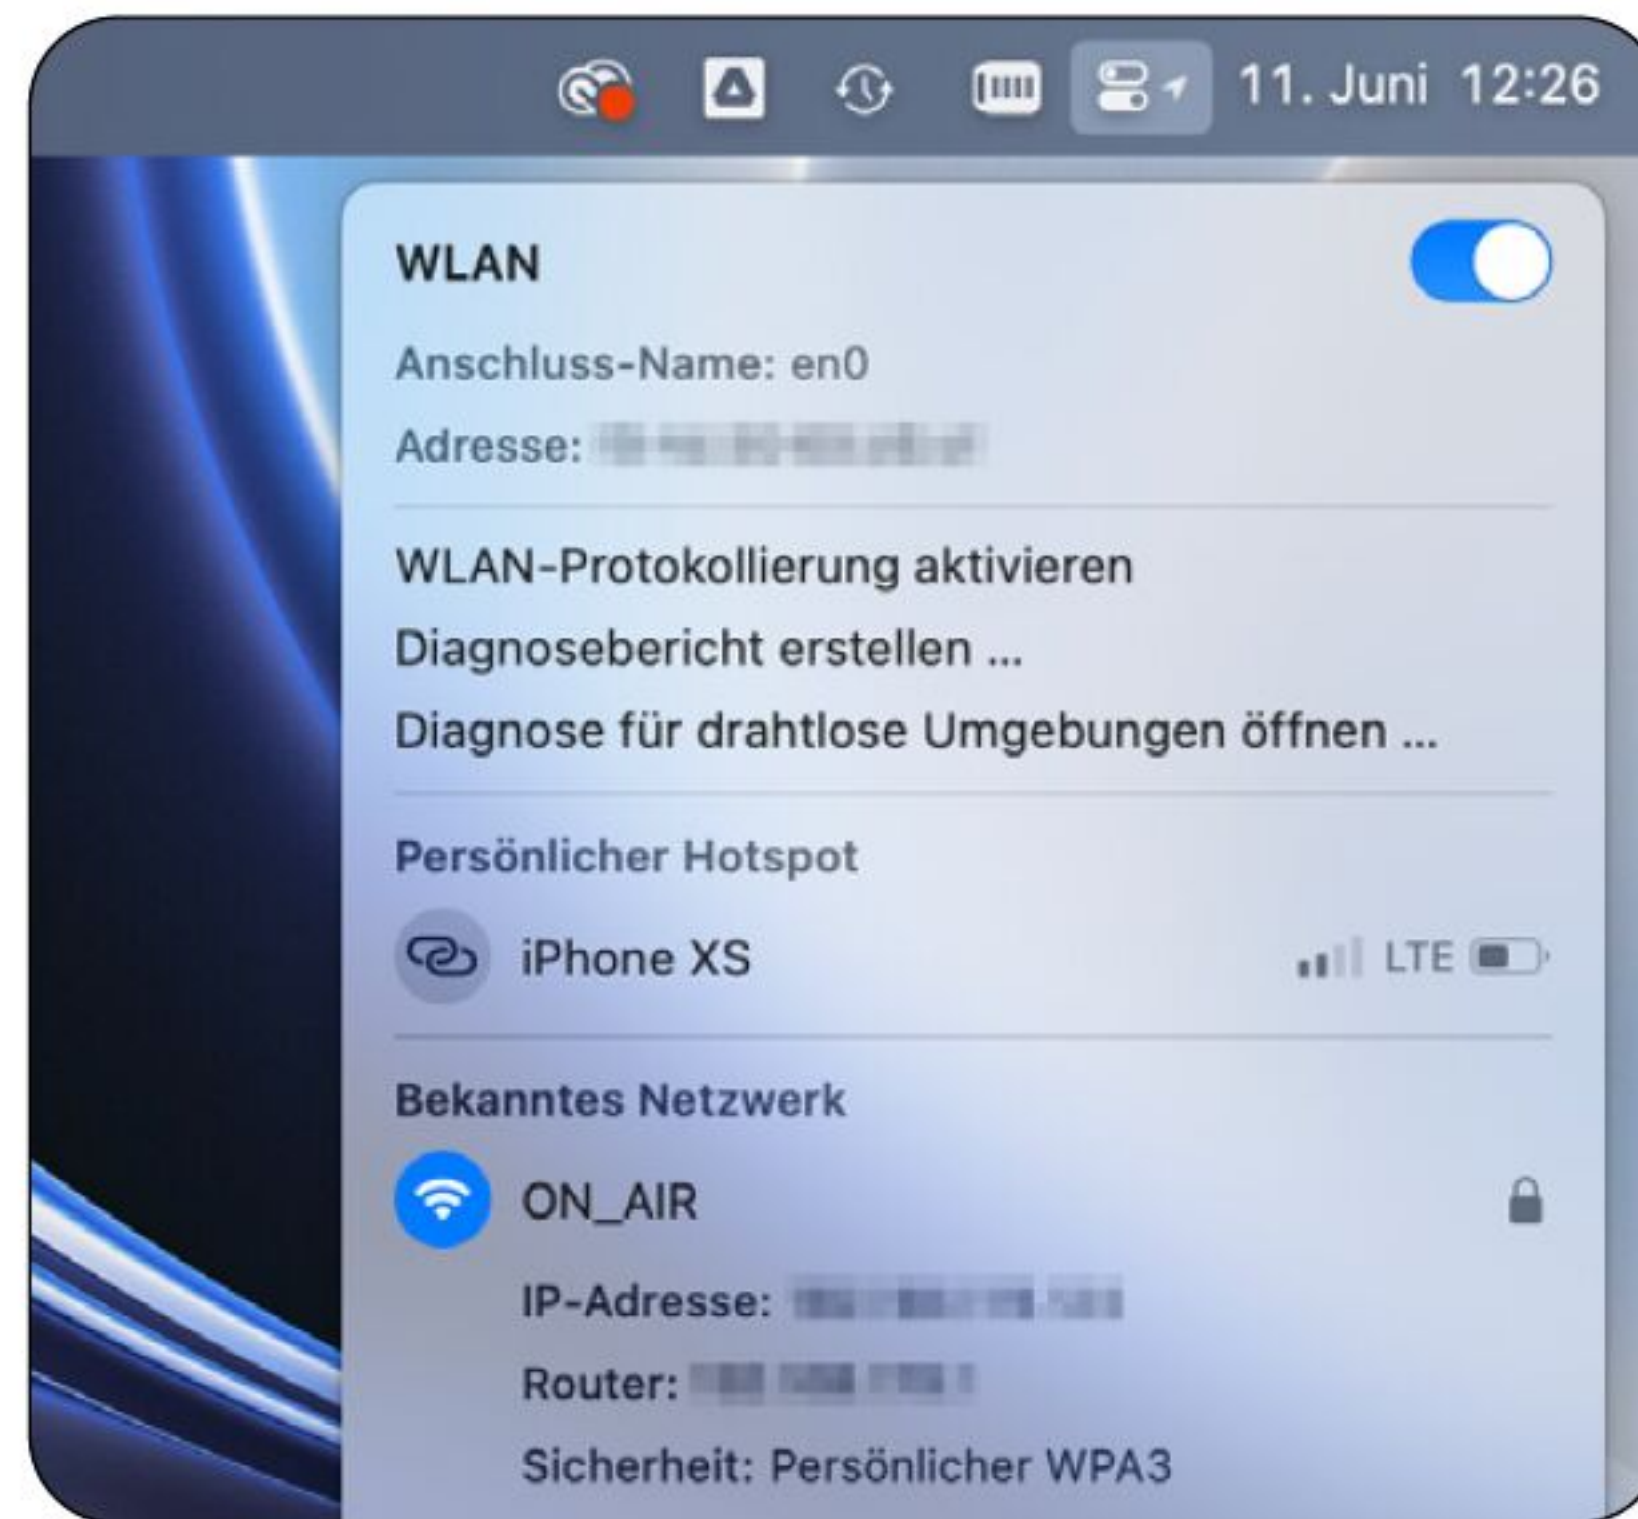 11. Juni 12:26
WLAN
Anschluss-Name: en0
Adresse:
WLAN-Protokollierung aktivieren
Diagnosebericht erstellen ...
Diagnose für drahtlose Umgebungen öffnen ...
Persönlicher Hotspot
iPhone XS LTE
Bekanntes Netzwerk
ON_AIR
IP-Adresse:
Router:
Sicherheit: Persönlicher WPA3